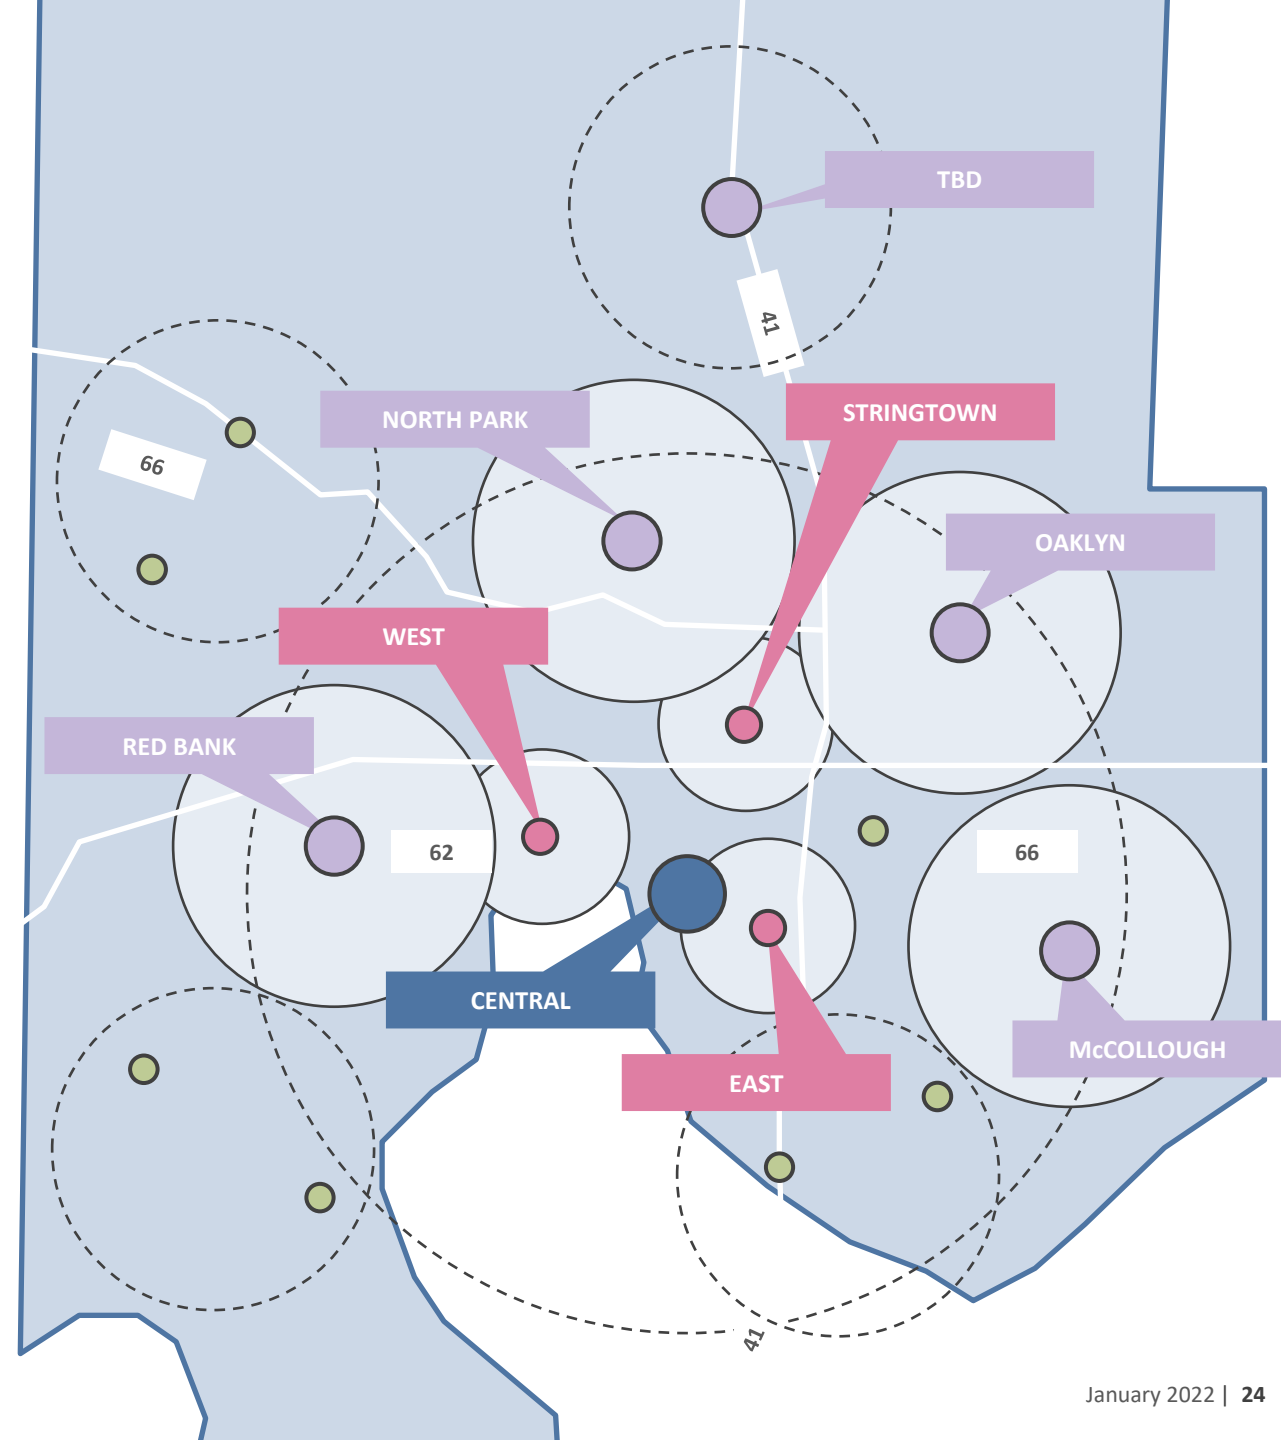 TBD
41
STRINGTOWN
NORTH PARK
66
OAKLYN
WEST
RED BANK
62
66
CENTRAL
McCOLLOUGH
EAST
41
January 2022 | 24